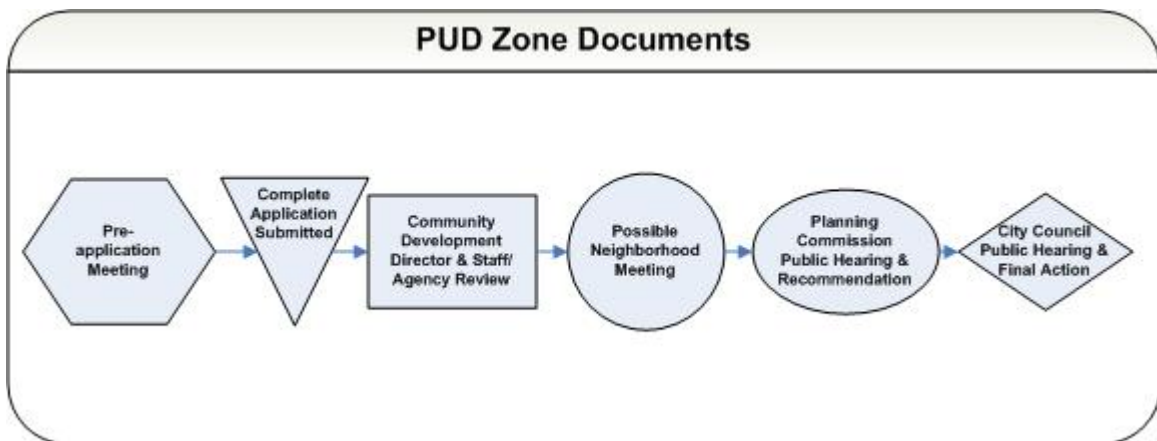 PUD Zone Documents
Pre-
application
Meeting
Complete
Application
Submitted
Community
Development
Director & Staff/
Agency Review
Possible
Neighborhood
Meeting
Planning
Commission
Public Hearing &
Recommendation
City Council
Public Hearing &
Final Action